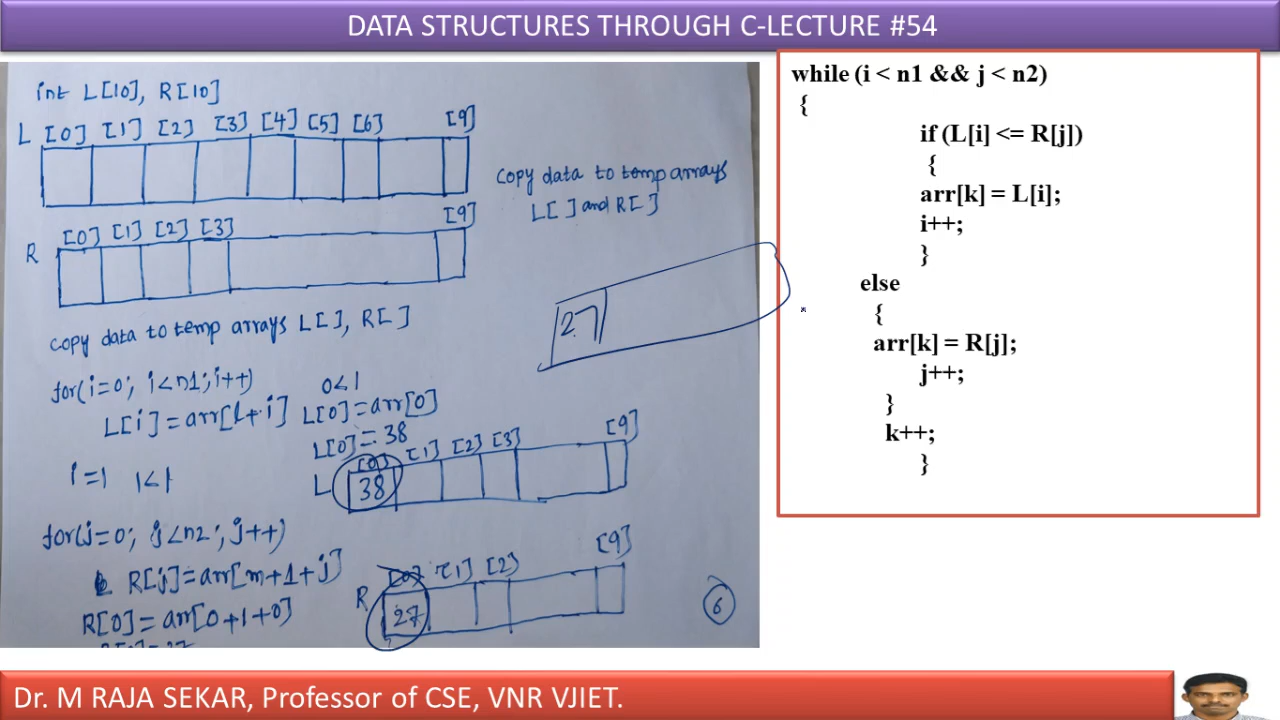 DATA STRUCTURES THROUGH C-LECTURE #54
int L[10], R[10]
L [0] [1] [2] [3] [4] [5] [6] [9]
copy data to temp arrays
L[ ] and R[ ]
R [0] [1] [2] [3] [9]
27
copy data to temp arrays L[ ], R[ ]
for(i=0; i<n1; i++) 0<1
L[i]=arr[l+i] L[0]=arr[0]
L[0]=38
i=1 1<1
L [0] [1] [2] [3] [9]
38
for(j=0; j<n2; j++)
R[j]=arr[m+1+j]
R[0]=arr[0+1+0]
R [0] [1] [2] [9]
27
6
while (i < n1 && j < n2)
{
if (L[i] <= R[j])
{
arr[k] = L[i];
i++;
}
else
{
arr[k] = R[j];
j++;
}
k++;
}
Dr. M RAJA SEKAR, Professor of CSE, VNR VJIET.